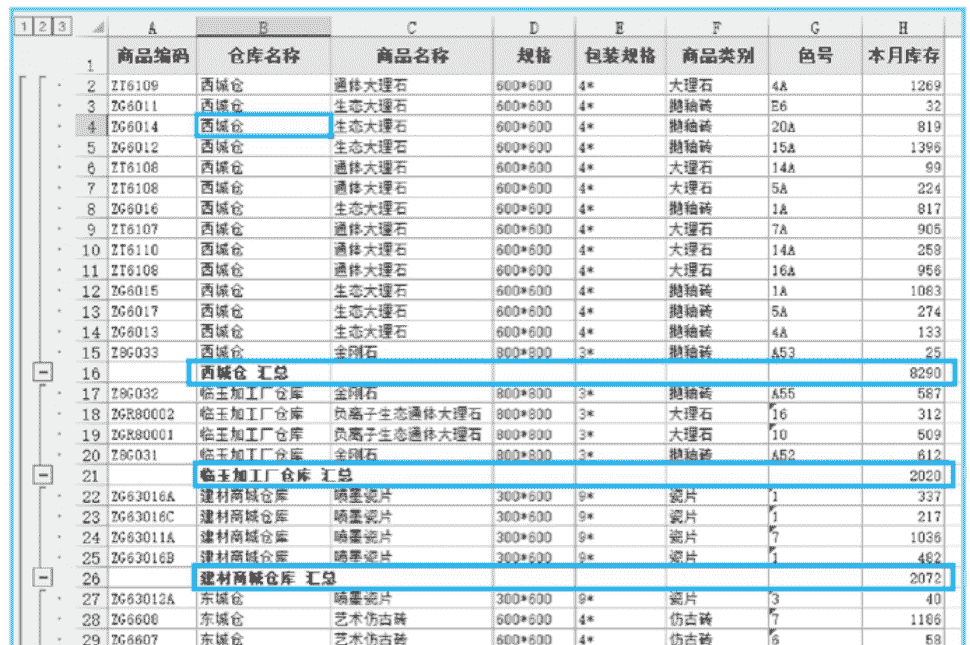 1 2 3 A B C D E F G H
1 商品编码 仓库名称 商品名称 规格 包装规格 商品类别 色号 本月库存
2 ZT6109 西城仓 通体大理石 600*600 4* 大理石 4A 1269
3 ZG6011 西城仓 生态大理石 600*600 4* 抛釉砖 E6 32
4 ZG6014 西城仓 生态大理石 600*600 4* 抛釉砖 20A 819
5 ZG6012 西城仓 生态大理石 600*600 4* 抛釉砖 15A 1396
6 ZT6108 西城仓 通体大理石 600*600 4* 大理石 14A 99
7 ZT6108 西城仓 通体大理石 600*600 4* 大理石 5A 224
8 ZG6016 西城仓 生态大理石 600*600 4* 抛釉砖 1A 817
9 ZT6107 西城仓 通体大理石 600*600 4* 大理石 7A 905
10 ZT6110 西城仓 通体大理石 600*600 4* 大理石 14A 258
11 ZT6108 西城仓 通体大理石 600*600 4* 大理石 16A 956
12 ZG6015 西城仓 生态大理石 600*600 4* 抛釉砖 1A 1083
13 ZG6017 西城仓 生态大理石 600*600 4* 抛釉砖 5A 274
14 ZG6013 西城仓 生态大理石 600*600 4* 抛釉砖 4A 133
15 Z8G033 西城仓 金刚石 800*800 3* 抛釉砖 A53 25
16 西城仓 汇总 8290
17 Z8G032 临玉加工厂仓库 金刚石 800*800 3* 抛釉砖 A55 587
18 ZGR80002 临玉加工厂仓库 负离子生态通体大理石 800*800 3* 大理石 16 312
19 ZGR80001 临玉加工厂仓库 负离子生态通体大理石 800*800 3* 大理石 10 509
20 Z8G031 临玉加工厂仓库 金刚石 800*800 3* 抛釉砖 A52 612
21 临玉加工厂仓库 汇总 2020
22 ZG63016A 建材商城仓库 喷墨瓷片 300*600 9* 瓷片 1 337
23 ZG63016C 建材商城仓库 喷墨瓷片 300*600 9* 瓷片 1 217
24 ZG63011A 建材商城仓库 喷墨瓷片 300*600 9* 瓷片 7 1036
25 ZG63016B 建材商城仓库 喷墨瓷片 300*600 9* 瓷片 1 482
26 建材商城仓库 汇总 2072
27 ZG63012A 东城仓 喷墨瓷片 300*600 9* 瓷片 3 40
28 ZG6608 东城仓 艺术仿古砖 600*600 4* 仿古砖 7 1186
29 ZG6607 东城仓 艺术仿古砖 600*600 4* 仿古砖 6 58